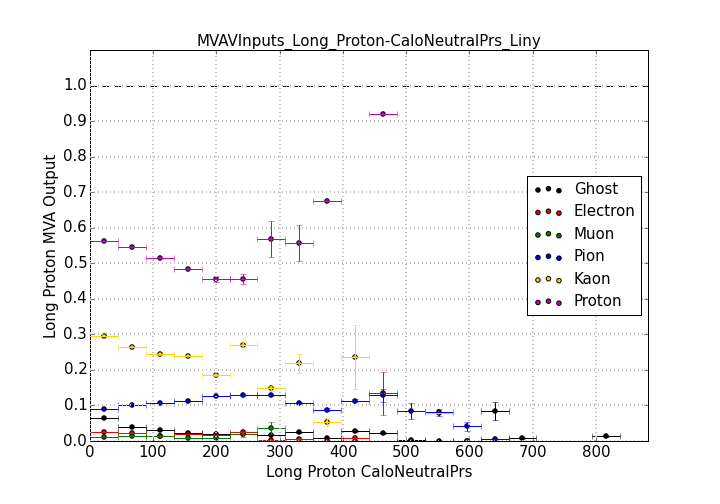 MVAVInputs_Long_Proton-CaloNeutralPrs_Liny
Long Proton MVA Output
1.0
0.9
0.8
0.7
0.6
0.5
0.4
0.3
0.2
0.1
0.0
Ghost
Electron
Muon
Pion
Kaon
Proton
0 100 200 300 400 500 600 700 800
Long Proton CaloNeutralPrs